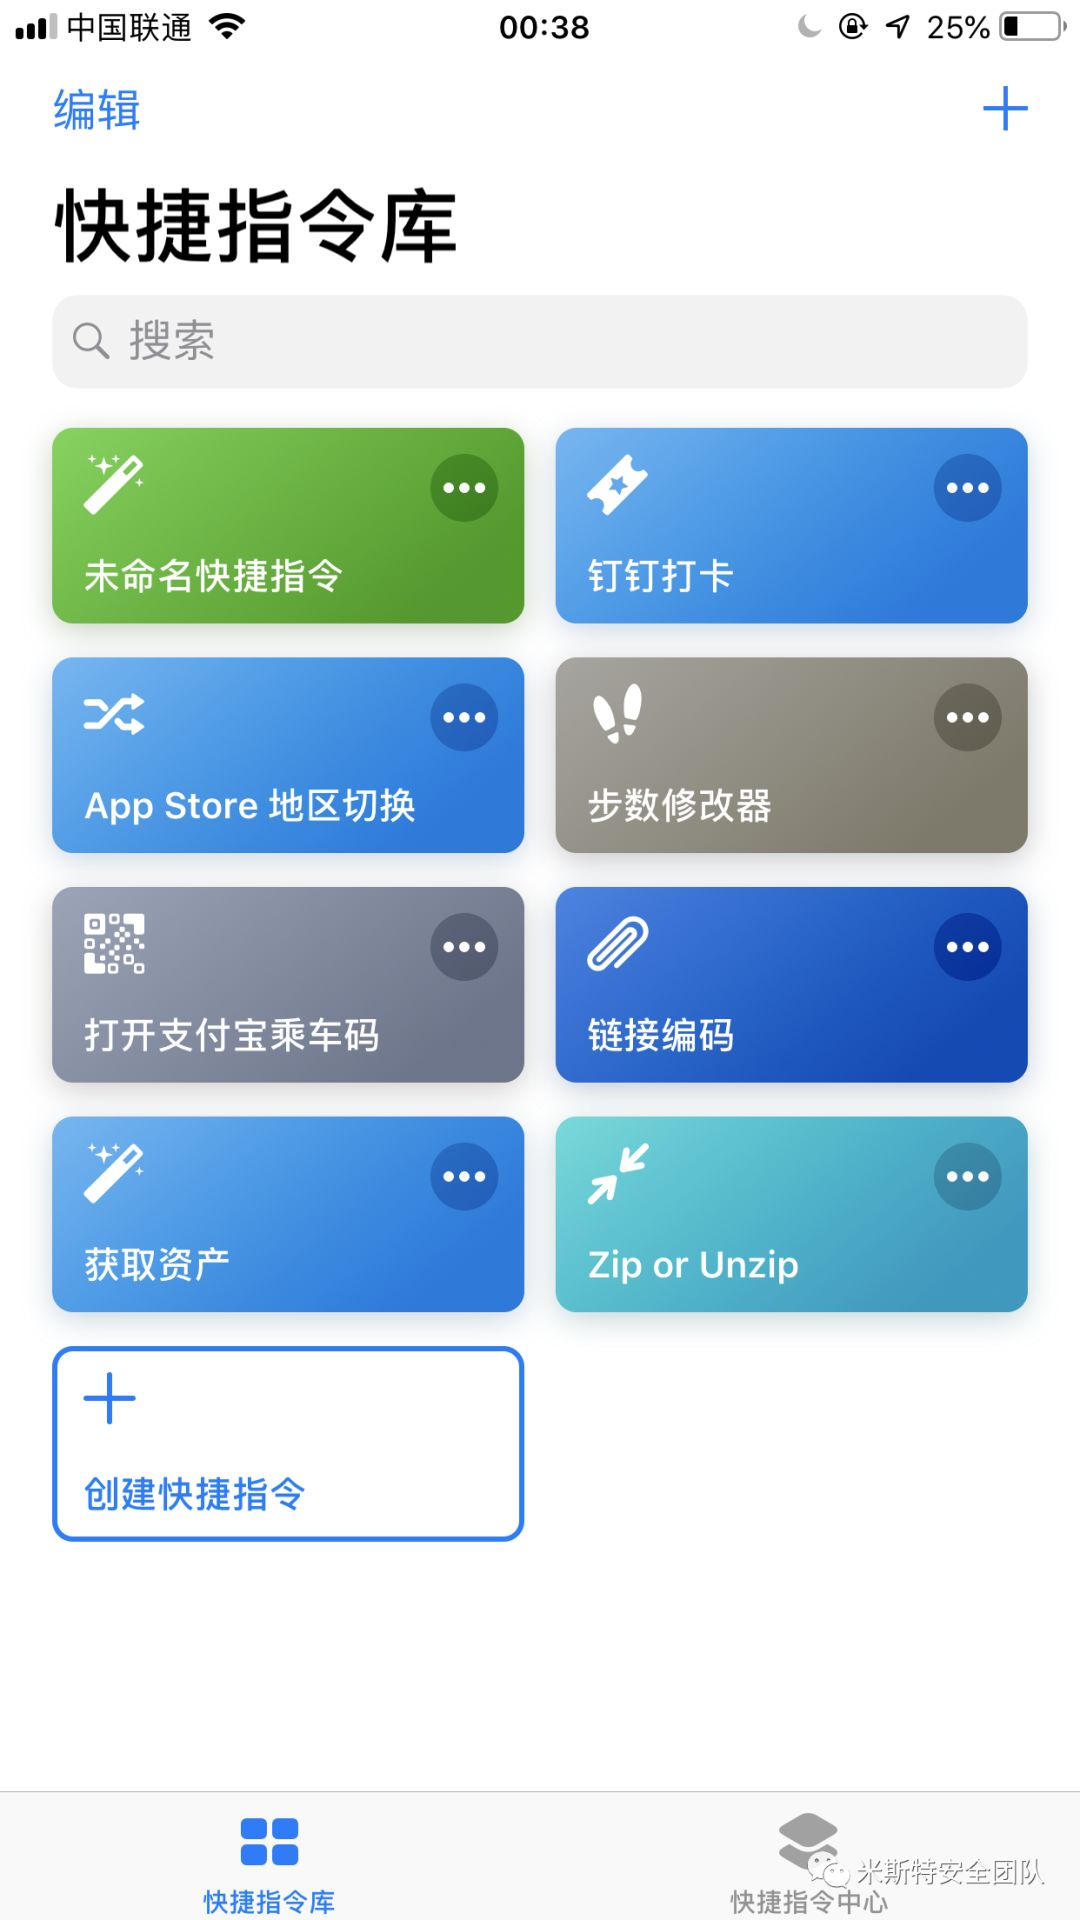 中国联通 00:38 25%
编辑
快捷指令库
搜索
未命名快捷指令
钉钉打卡
App Store 地区切换
步数修改器
打开支付宝乘车码
链接编码
获取资产
Zip or Unzip
创建快捷指令
快捷指令库
快捷指令中心
米斯特安全团队